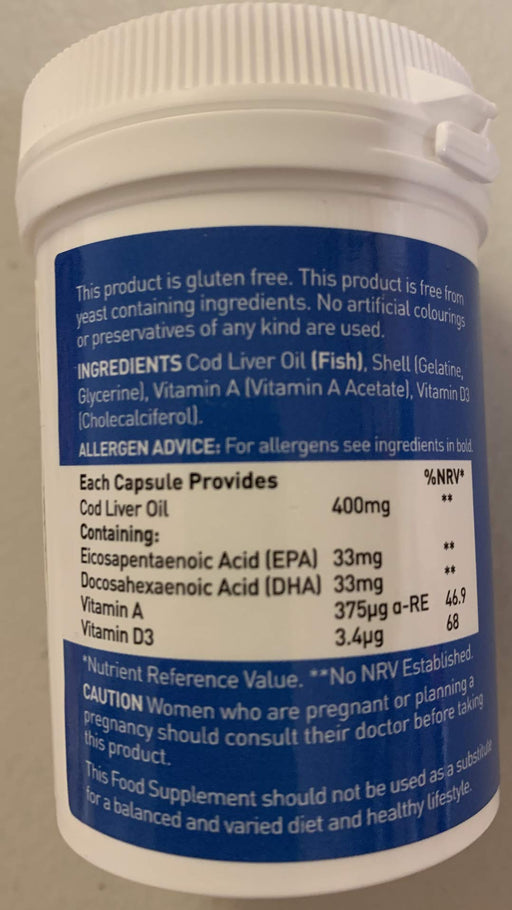 This product is gluten free. This product is free from
yeast containing ingredients. No artificial colourings
or preservatives of any kind are used.
INGREDIENTS Cod Liver Oil (Fish), Shell (Gelatine,
Glycerine), Vitamin A (Vitamin A Acetate), Vitamin D3
(Cholecalciferol).
ALLERGEN ADVICE: For allergens see ingredients in bold.
Each Capsule Provides %NRV*
Cod Liver Oil 400mg **
Containing:
Eicosapentaenoic Acid (EPA) 33mg **
Docosahexaenoic Acid (DHA) 33mg **
Vitamin A 375µg α-RE 46.9
Vitamin D3 3.4µg 68
*Nutrient Reference Value. **No NRV Established.
CAUTION Women who are pregnant or planning a
pregnancy should consult their doctor before taking
this product.
This Food Supplement should not be used as a substitute
for a balanced and varied diet and healthy lifestyle.